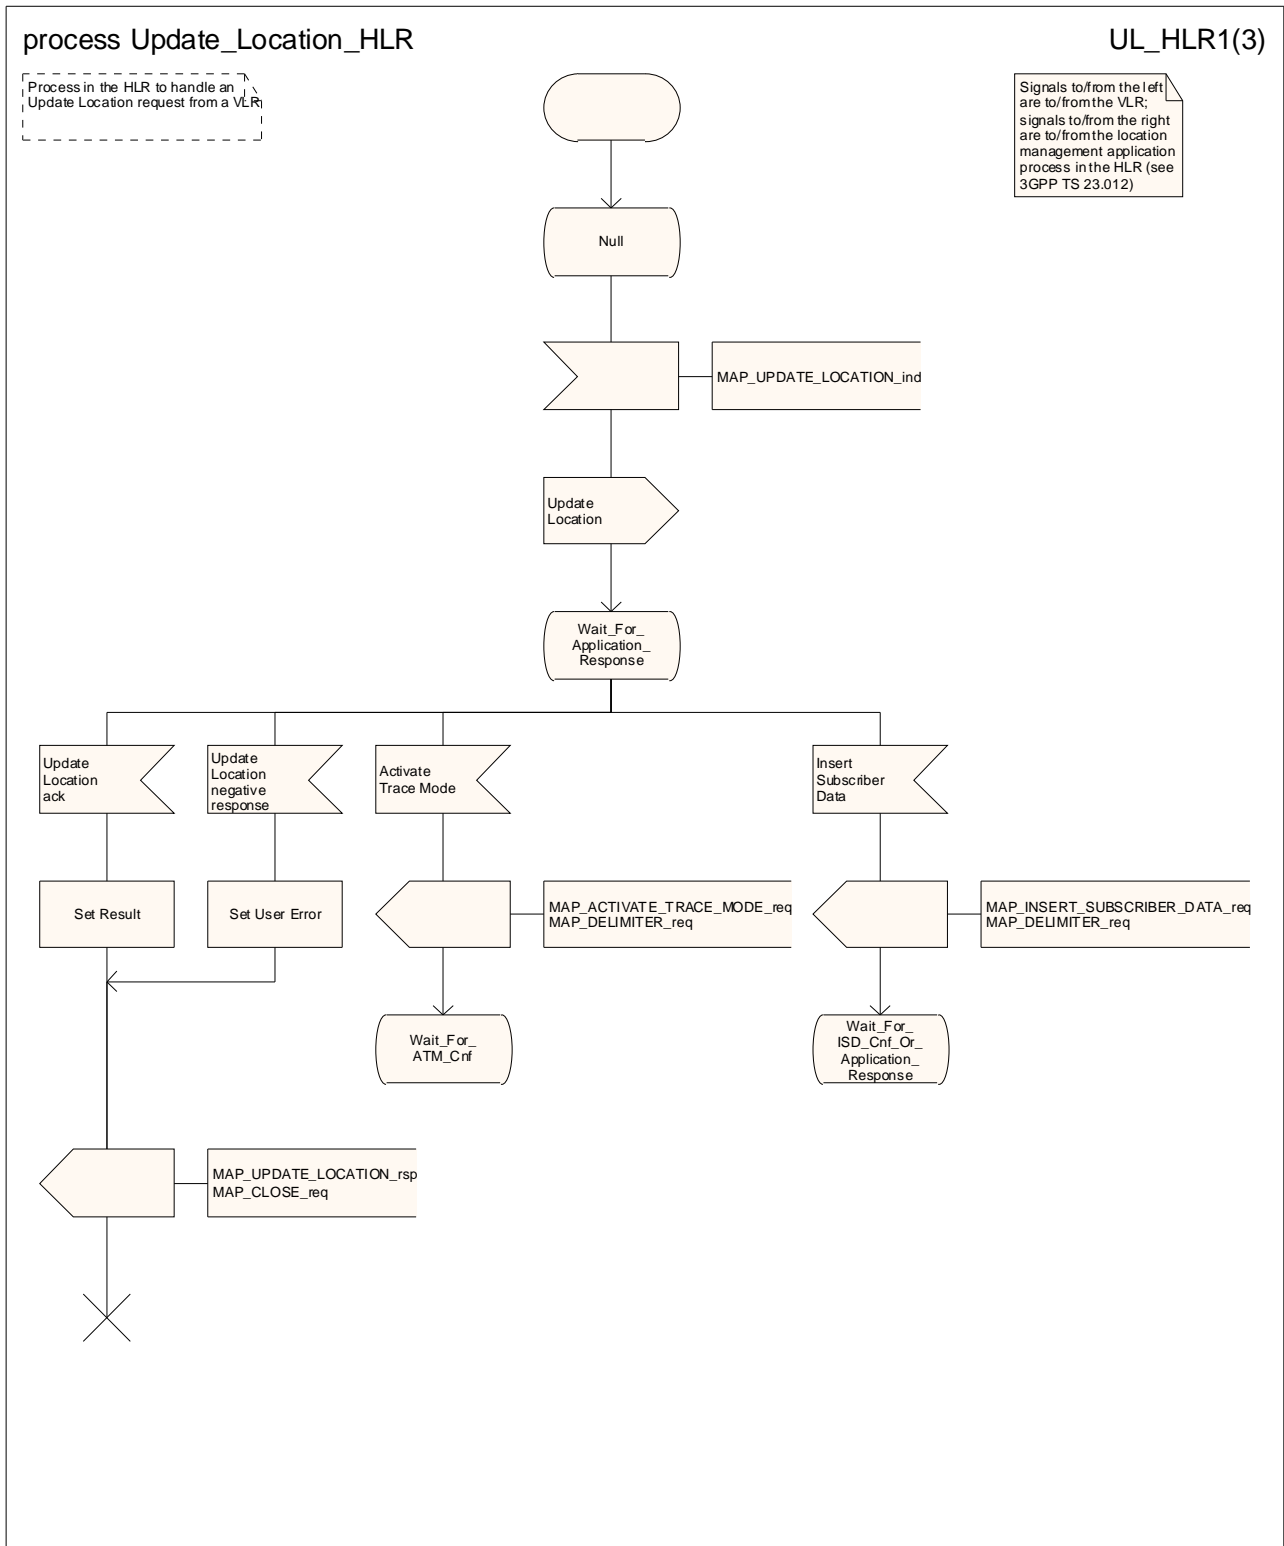 process Update_Location_HLR
UL_HLR1(3)
Process in the HLR to handle an
Update Location request from a VLR
Signals to/from the left
are to/from the VLR;
signals to/from the right
are to/from the location
management application
process in the HLR (see
3GPP TS 23.012)
Null
MAP_UPDATE_LOCATION_ind
Update
Location
Wait_For_
Application_
Response
Update
Location
ack
Update
Location
negative
response
Activate
Trace Mode
Insert
Subscriber
Data
Set Result
Set User Error
MAP_ACTIVATE_TRACE_MODE_req
MAP_DELIMITER_req
MAP_INSERT_SUBSCRIBER_DATA_req
MAP_DELIMITER_req
Wait_For_
ATM_Cnf
Wait_For_
ISD_Cnf_Or_
Application_
Response
MAP_UPDATE_LOCATION_rsp
MAP_CLOSE_req